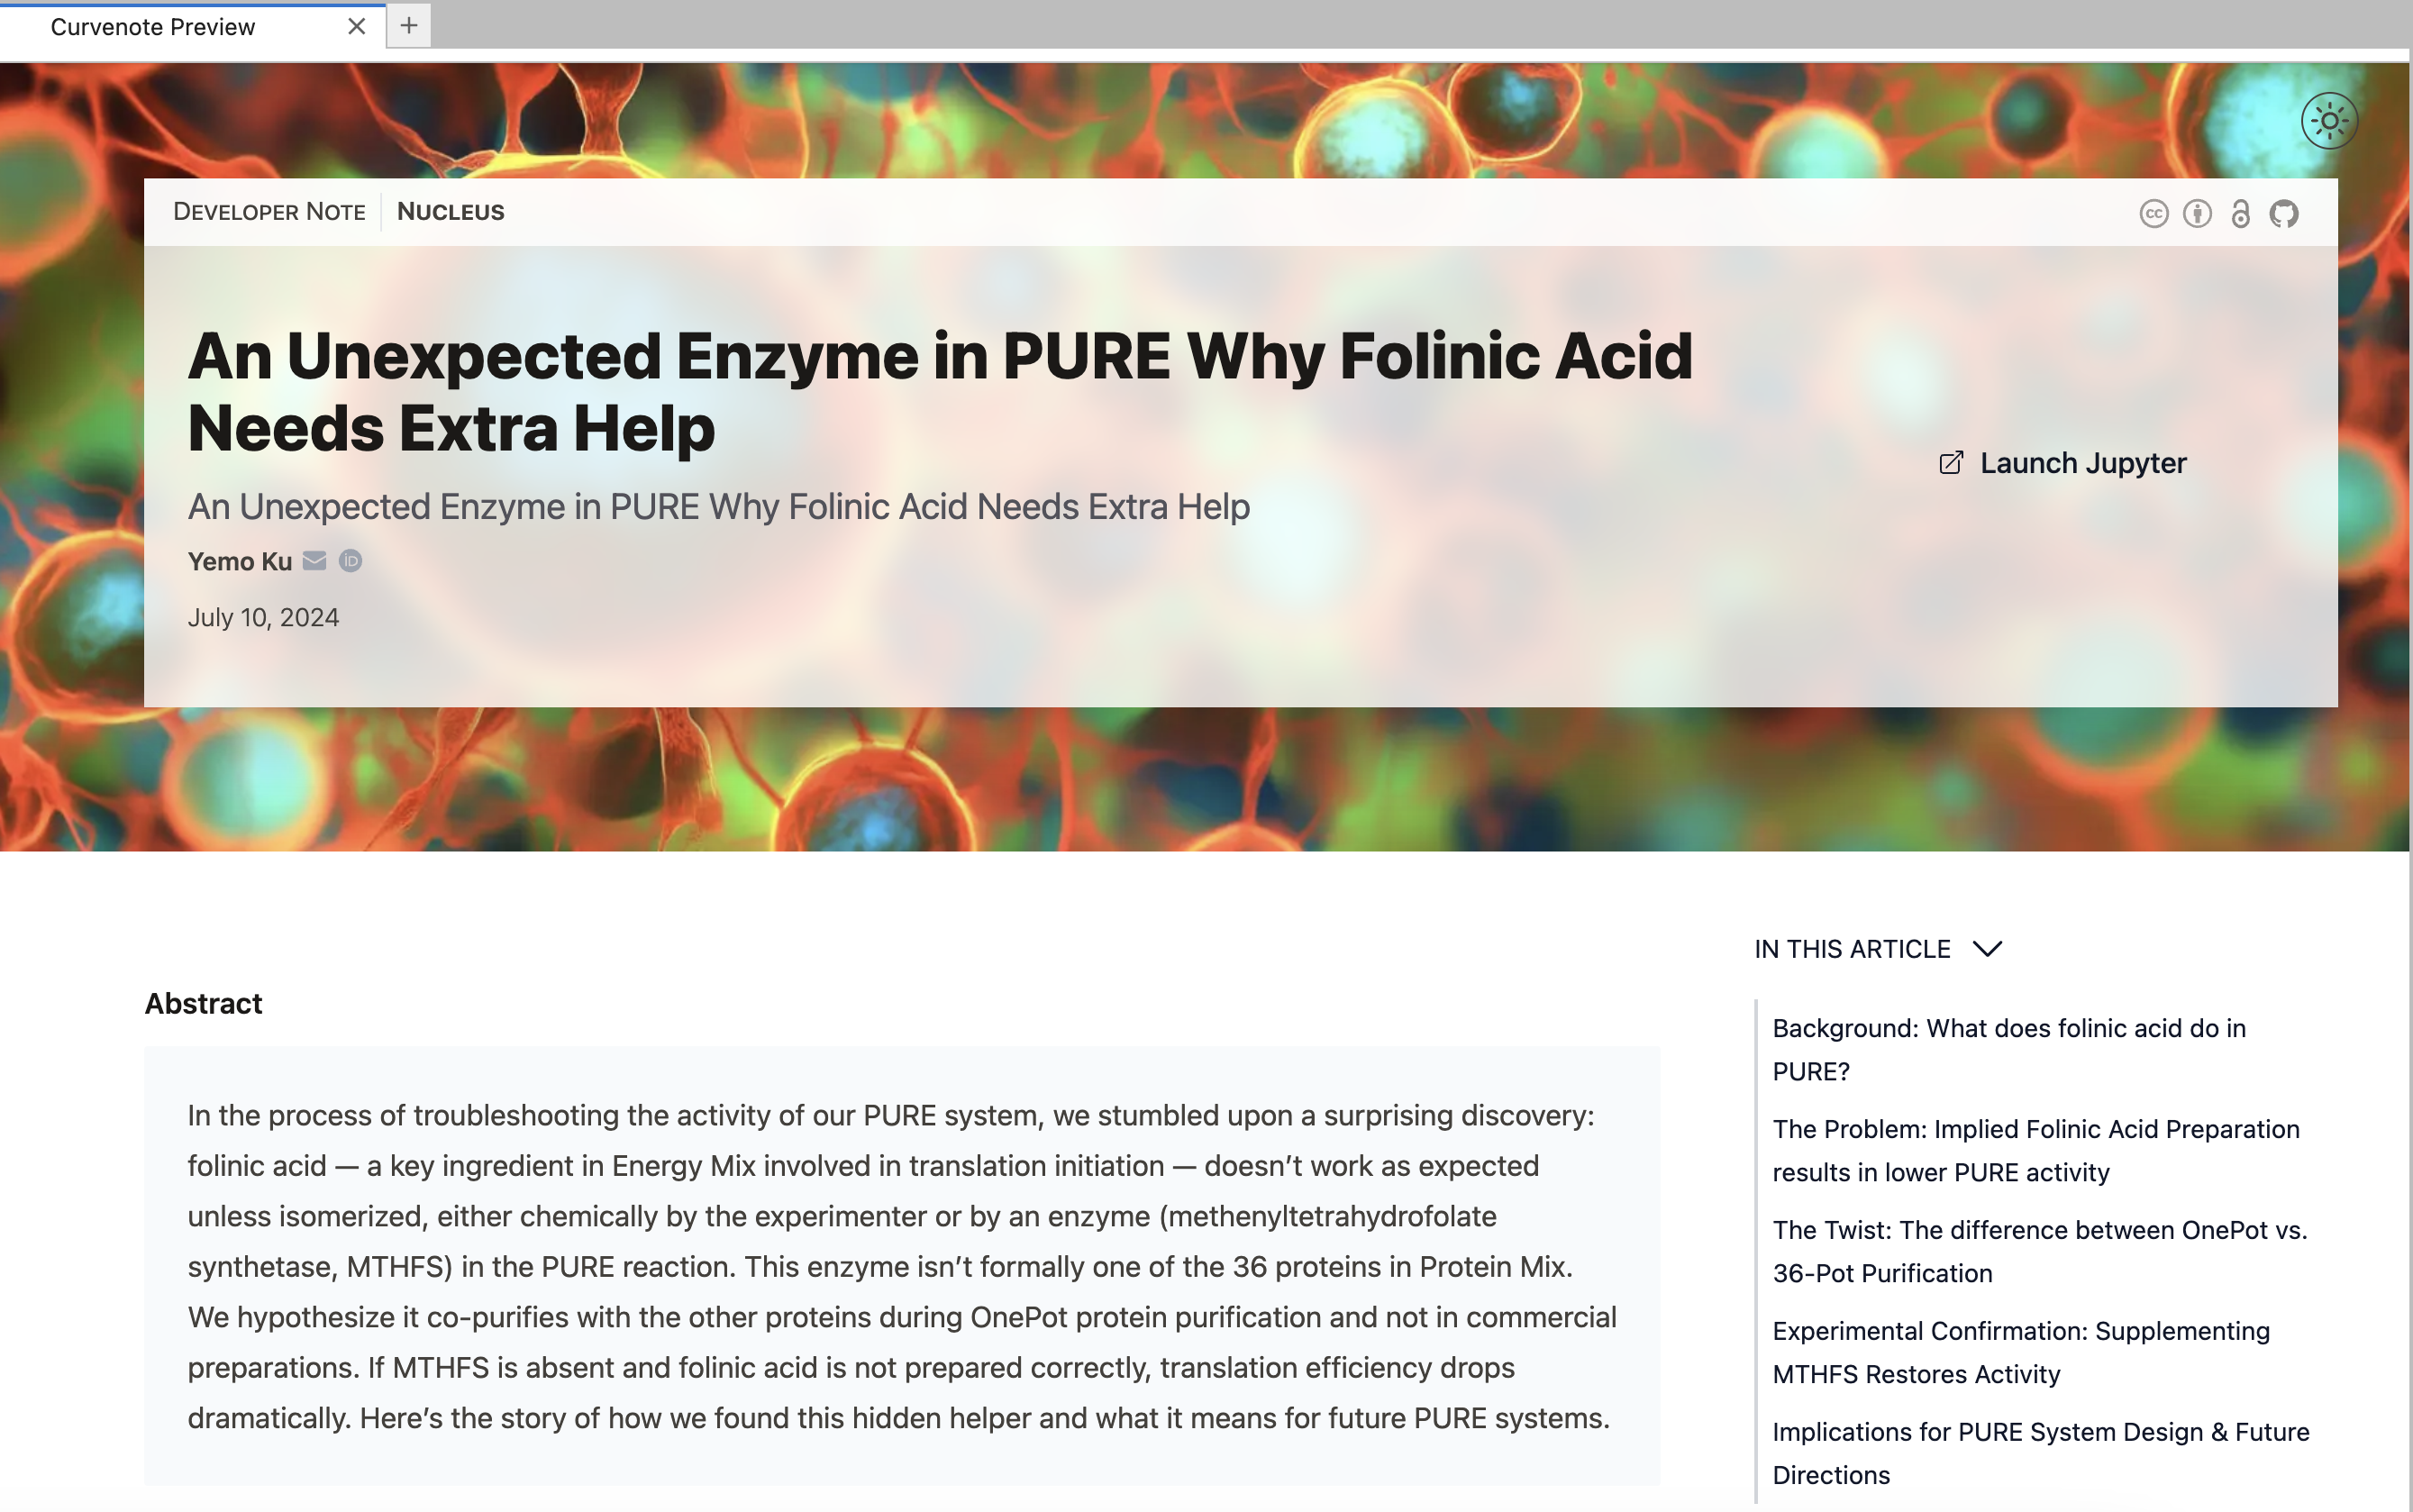 Curvenote Preview
DEVELOPER NOTE NUCLEUS
An Unexpected Enzyme in PURE Why Folinic Acid
Needs Extra Help
Launch Jupyter
An Unexpected Enzyme in PURE Why Folinic Acid Needs Extra Help
Yemo Ku
July 10, 2024
Abstract
In the process of troubleshooting the activity of our PURE system, we stumbled upon a surprising discovery:
folinic acid — a key ingredient in Energy Mix involved in translation initiation — doesn’t work as expected
unless isomerized, either chemically by the experimenter or by an enzyme (methenyltetrahydrofolate
synthetase, MTHFS) in the PURE reaction. This enzyme isn’t formally one of the 36 proteins in Protein Mix.
We hypothesize it co-purifies with the other proteins during OnePot protein purification and not in commercial
preparations. If MTHFS is absent and folinic acid is not prepared correctly, translation efficiency drops
dramatically. Here’s the story of how we found this hidden helper and what it means for future PURE systems.
IN THIS ARTICLE
Background: What does folinic acid do in
PURE?
The Problem: Implied Folinic Acid Preparation
results in lower PURE activity
The Twist: The difference between OnePot vs.
36-Pot Purification
Experimental Confirmation: Supplementing
MTHFS Restores Activity
Implications for PURE System Design & Future
Directions